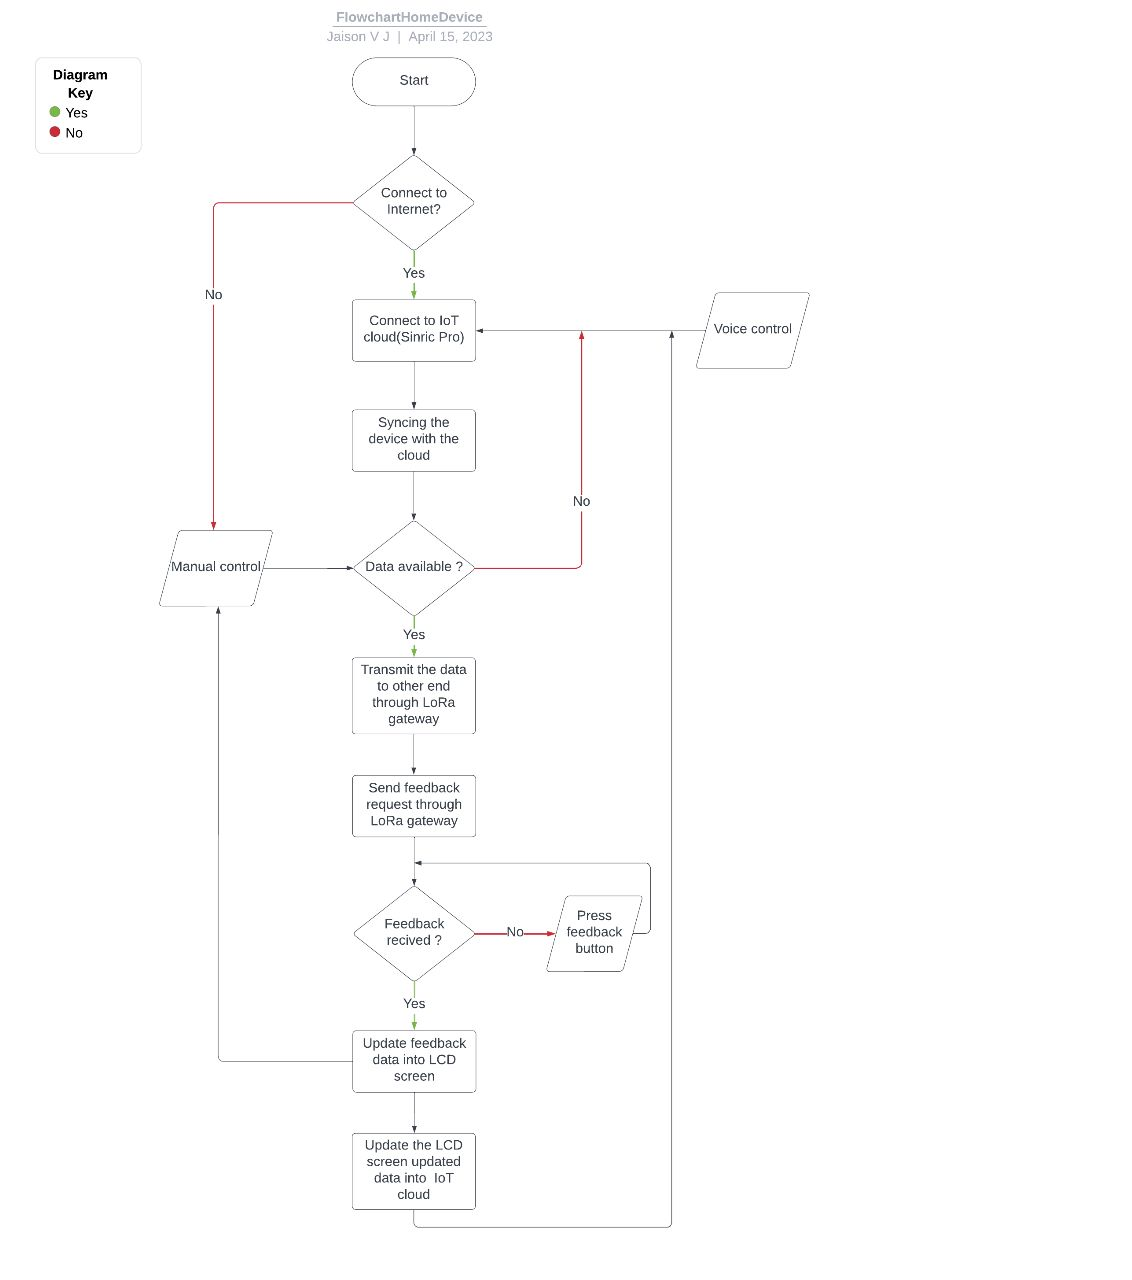 FlowchartHomeDevice
Jaison V J | April 15, 2023
Diagram
Key
Yes
No
Start
Connect to
Internet?
No
Yes
Connect to IoT
cloud(Sinric Pro)
Voice control
Syncing the
device with the
cloud
No
Manual control
Data available ?
Yes
Transmit the data
to other end
through LoRa
gateway
Send feedback
request through
LoRa gateway
Feedback
recived ?
No
Press
feedback
button
Yes
Update feedback
data into LCD
screen
Update the LCD
screen updated
data into  IoT
cloud